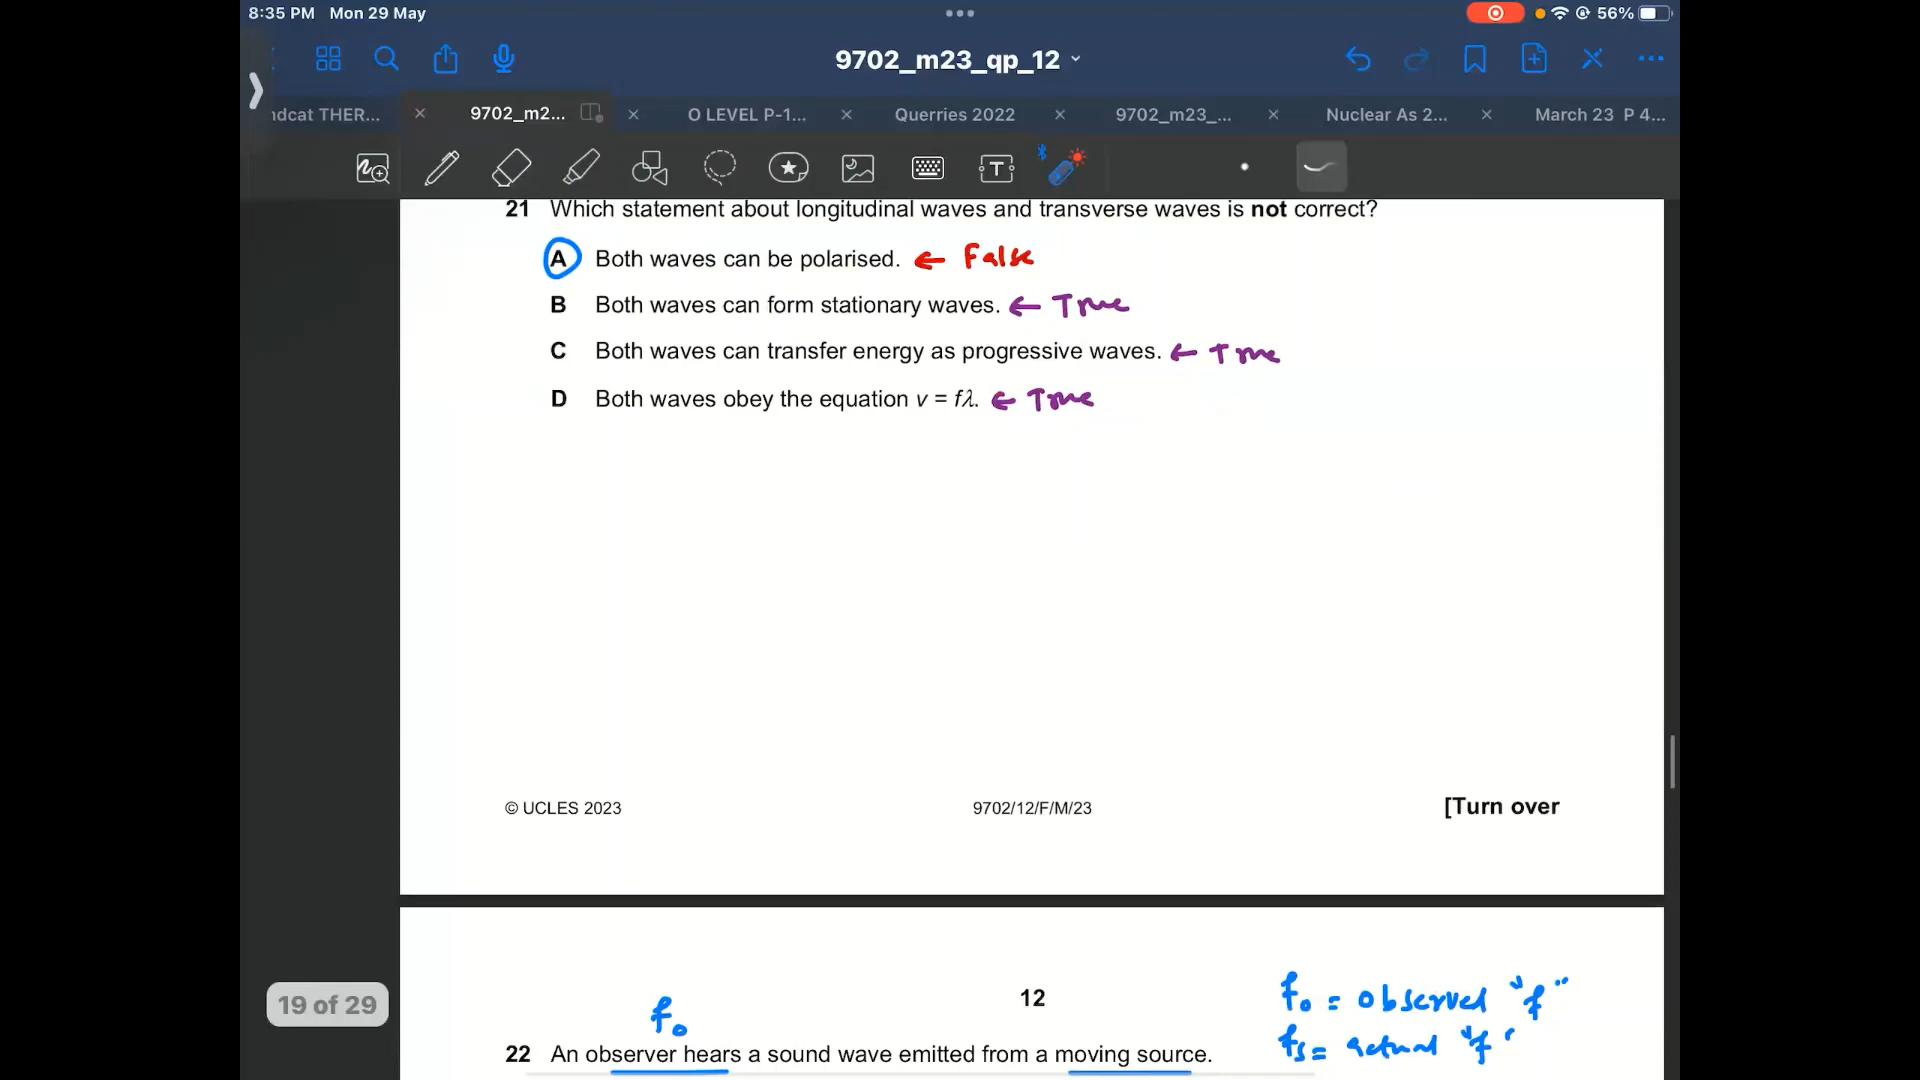 8:35 PM Mon 29 May
56%
9702_m23_qp_12
ndcat THER...
9702_m2...
O LEVEL P-1...
Querries 2022
9702_m23_...
Nuclear As 2...
March 23 P 4...
21 Which statement about longitudinal waves and transverse waves is not correct?
A Both waves can be polarised. ← False
B Both waves can form stationary waves. ← True
C Both waves can transfer energy as progressive waves. ← True
D Both waves obey the equation v = fλ. ← True
© UCLES 2023
9702/12/F/M/23
[Turn over
19 of 29
12
fo = observed "f"
fo
fs = actual "f"
22 An observer hears a sound wave emitted from a moving source.